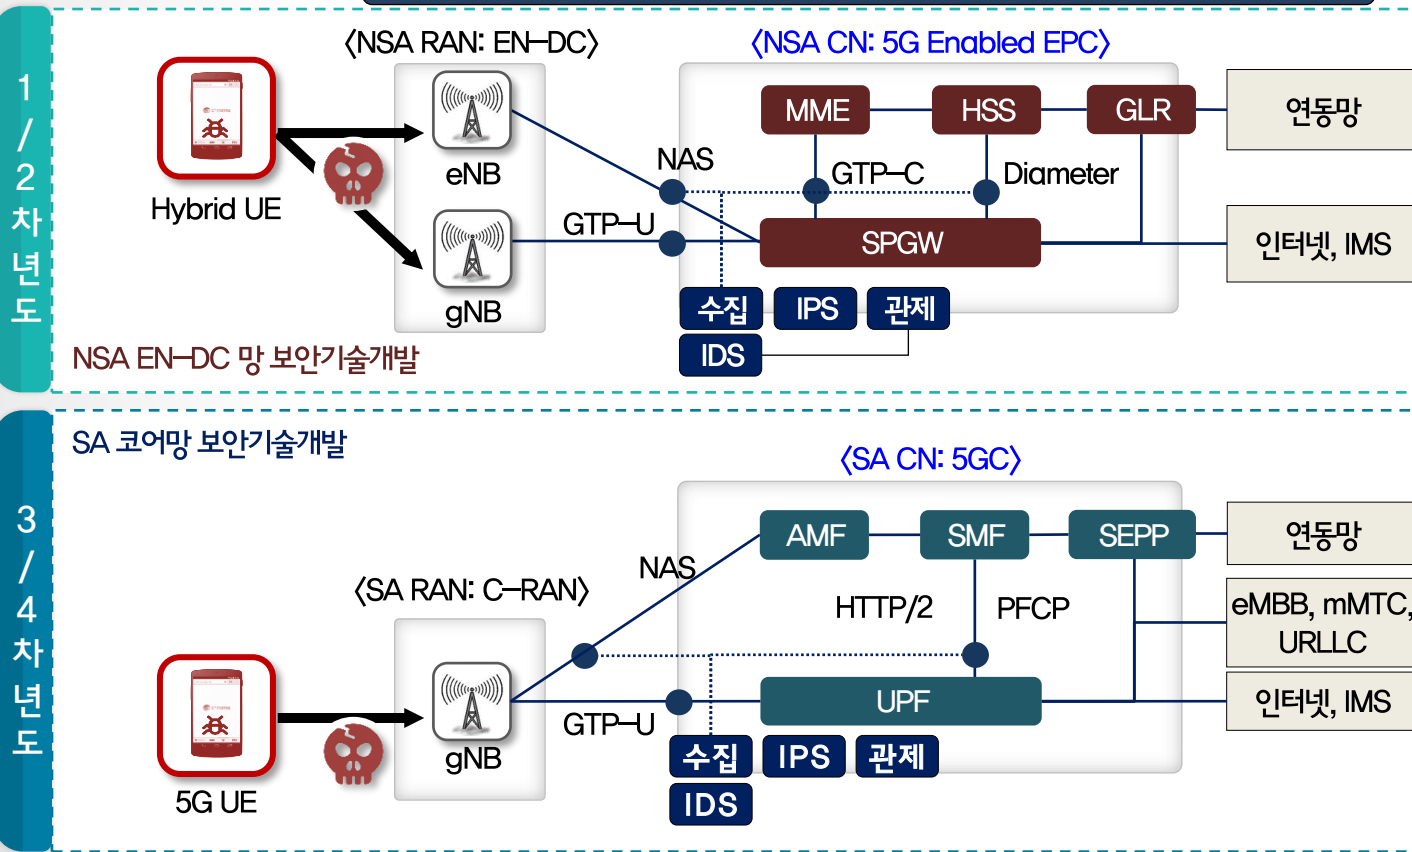 1
/
2
차
년
도
〈NSA RAN: EN-DC〉
〈NSA CN: 5G Enabled EPC〉
Hybrid UE
eNB
gNB
NAS
GTP-U
MME
HSS
GLR
GTP-C
Diameter
SPGW
연동망
인터넷, IMS
수집
IPS
관제
IDS
NSA EN-DC 망 보안기술개발
3
/
4
차
년
도
SA 코어망 보안기술개발
〈SA CN: 5GC〉
〈SA RAN: C-RAN〉
5G UE
gNB
NAS
GTP-U
AMF
SMF
SEPP
HTTP/2
PFCP
UPF
연동망
eMBB, mMTC,
URLLC
인터넷, IMS
수집
IPS
관제
IDS